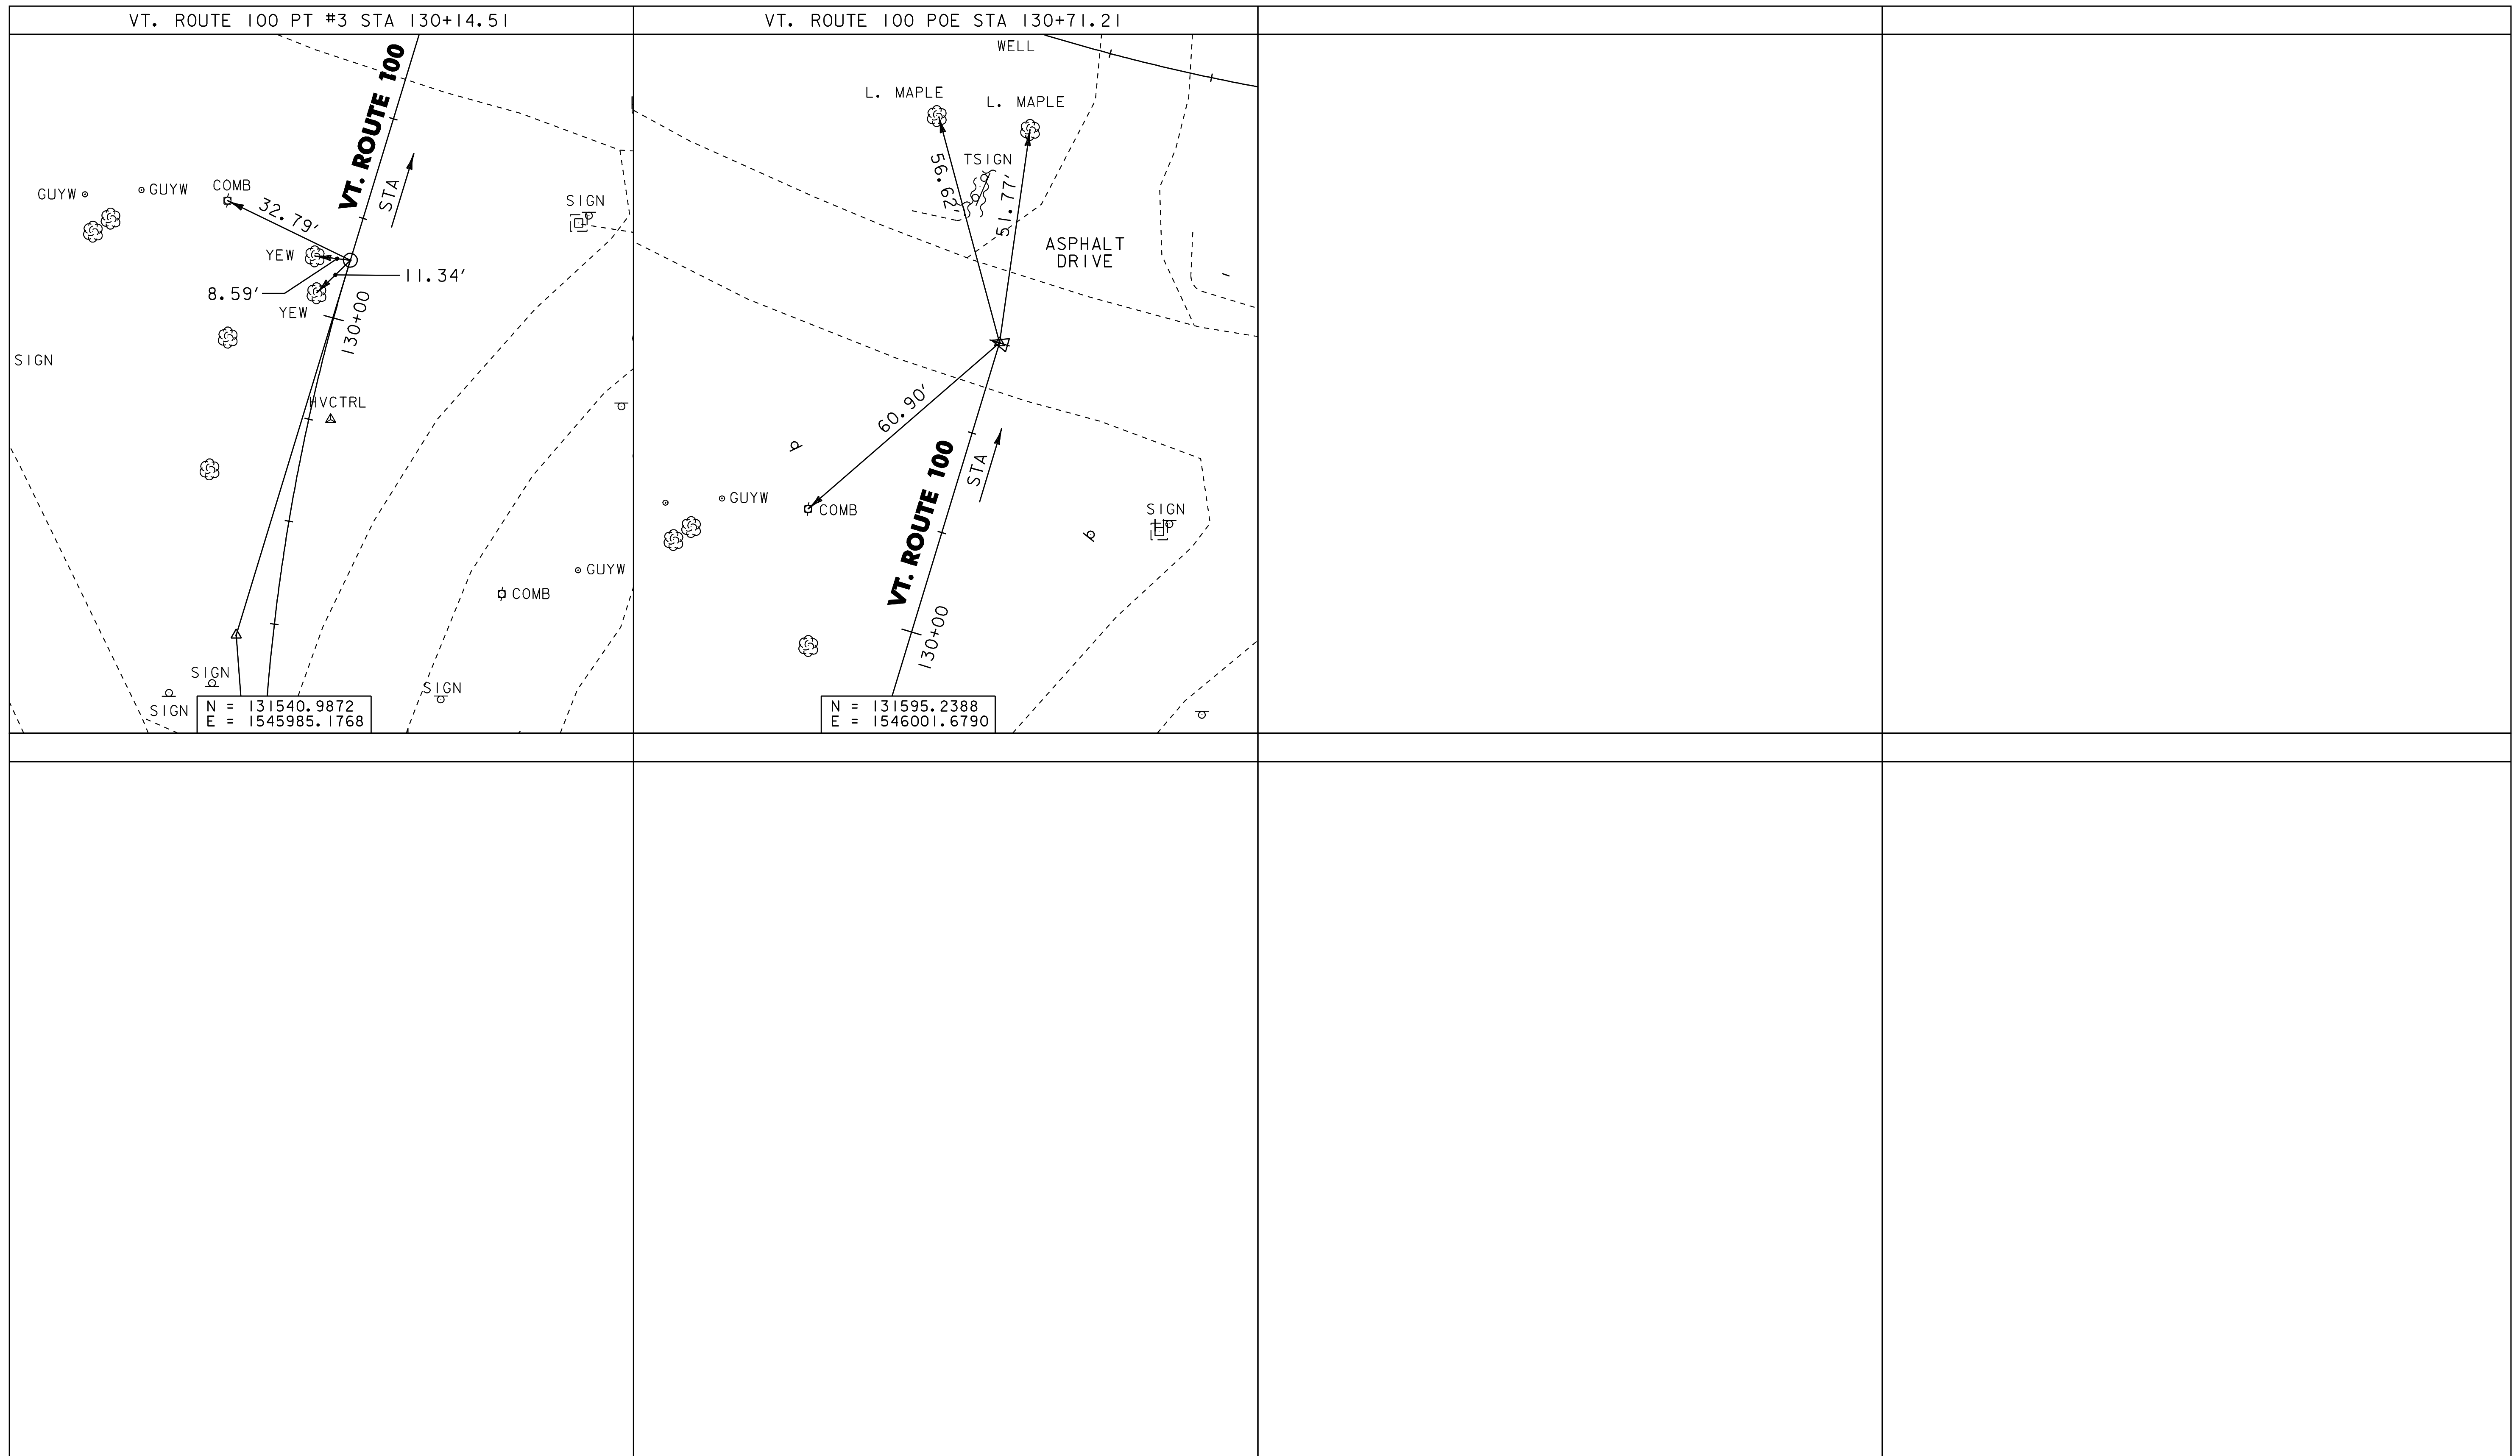 VT. ROUTE 100 PT #3 STA 130+14.51
VT. ROUTE 100
STA
GUYW
GUYW
COMB
32.79'
SIGN
YEW
11.34'
8.59'
YEW
130+00
SIGN
HVCTRL
GUYW
COMB
SIGN
SIGN
SIGN
N = 131540.9872
E = 1545985.1768
VT. ROUTE 100 POE STA 130+71.21
WELL
L. MAPLE
L. MAPLE
56.62'
TSIGN
51.77'
ASPHALT
DRIVE
60.90'
VT. ROUTE 100
STA
GUYW
COMB
SIGN
130+00
N = 131595.2388
E = 1546001.6790